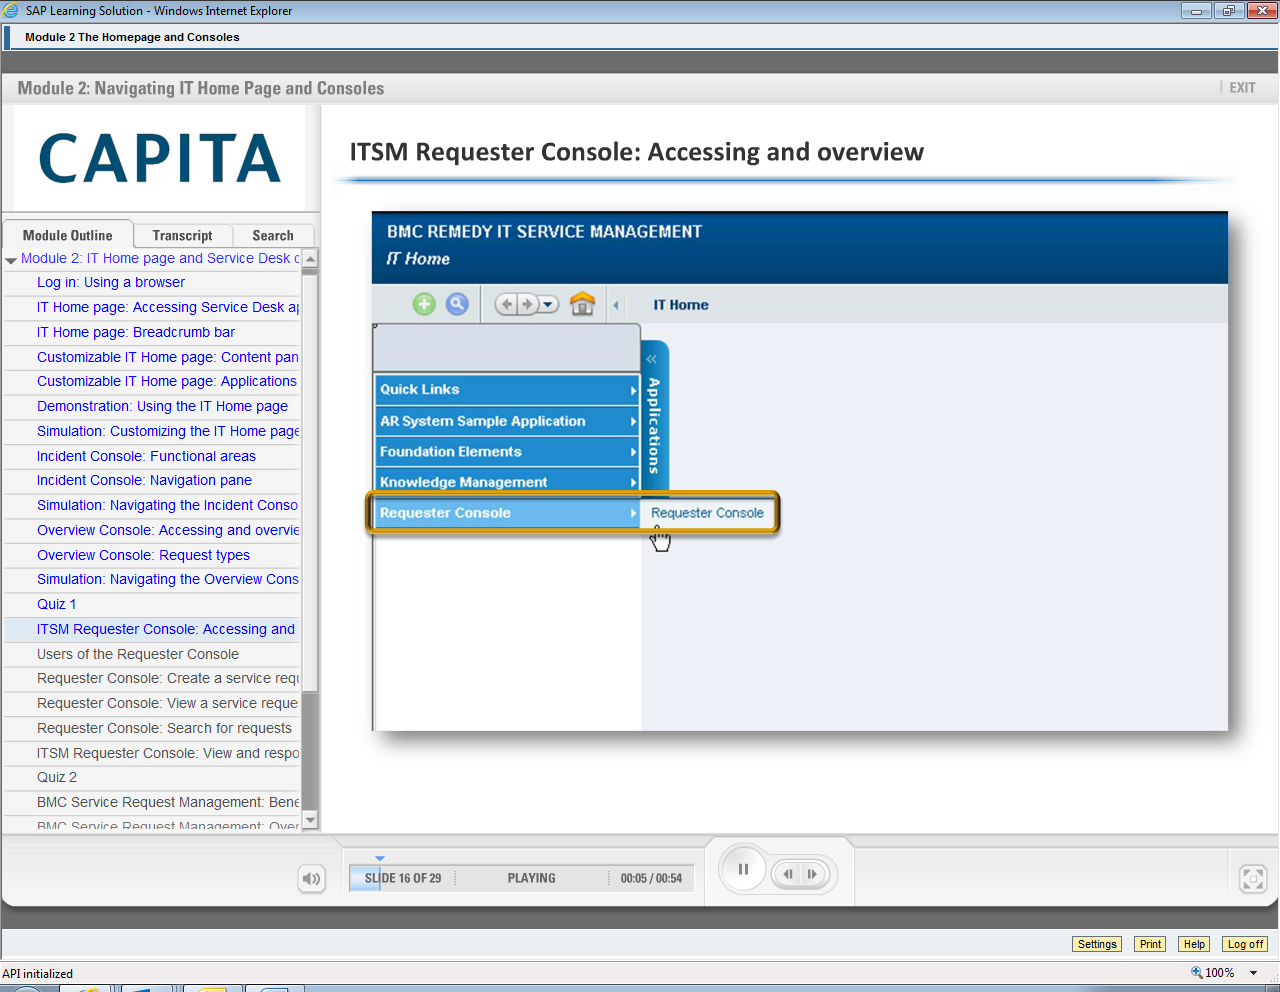 SAP Learning Solution - Windows Internet Explorer
Module 2 The Homepage and Consoles
Module 2: Navigating IT Home Page and Consoles
EXIT
CAPITA
Module Outline
Transcript
Search
Module 2: IT Home page and Service Desk c
Log in: Using a browser
IT Home page: Accessing Service Desk ap
IT Home page: Breadcrumb bar
Customizable IT Home page: Content pan
Customizable IT Home page: Applications
Demonstration: Using the IT Home page
Simulation: Customizing the IT Home page
Incident Console: Functional areas
Incident Console: Navigation pane
Simulation: Navigating the Incident Conso
Overview Console: Accessing and overvie
Overview Console: Request types
Simulation: Navigating the Overview Cons
Quiz 1
ITSM Requester Console: Accessing and
Users of the Requester Console
Requester Console: Create a service requ
Requester Console: View a service reque
Requester Console: Search for requests
ITSM Requester Console: View and respo
Quiz 2
BMC Service Request Management: Bene
BMC Service Request Management: Over
ITSM Requester Console: Accessing and overview
BMC REMEDY IT SERVICE MANAGEMENT
IT Home
IT Home
Quick Links
AR System Sample Application
Foundation Elements
Knowledge Management
Requester Console
Requester Console
Applications
SLIDE 16 OF 29
PLAYING
00:05 / 00:54
Settings
Print
Help
Log off
API initialized
100%